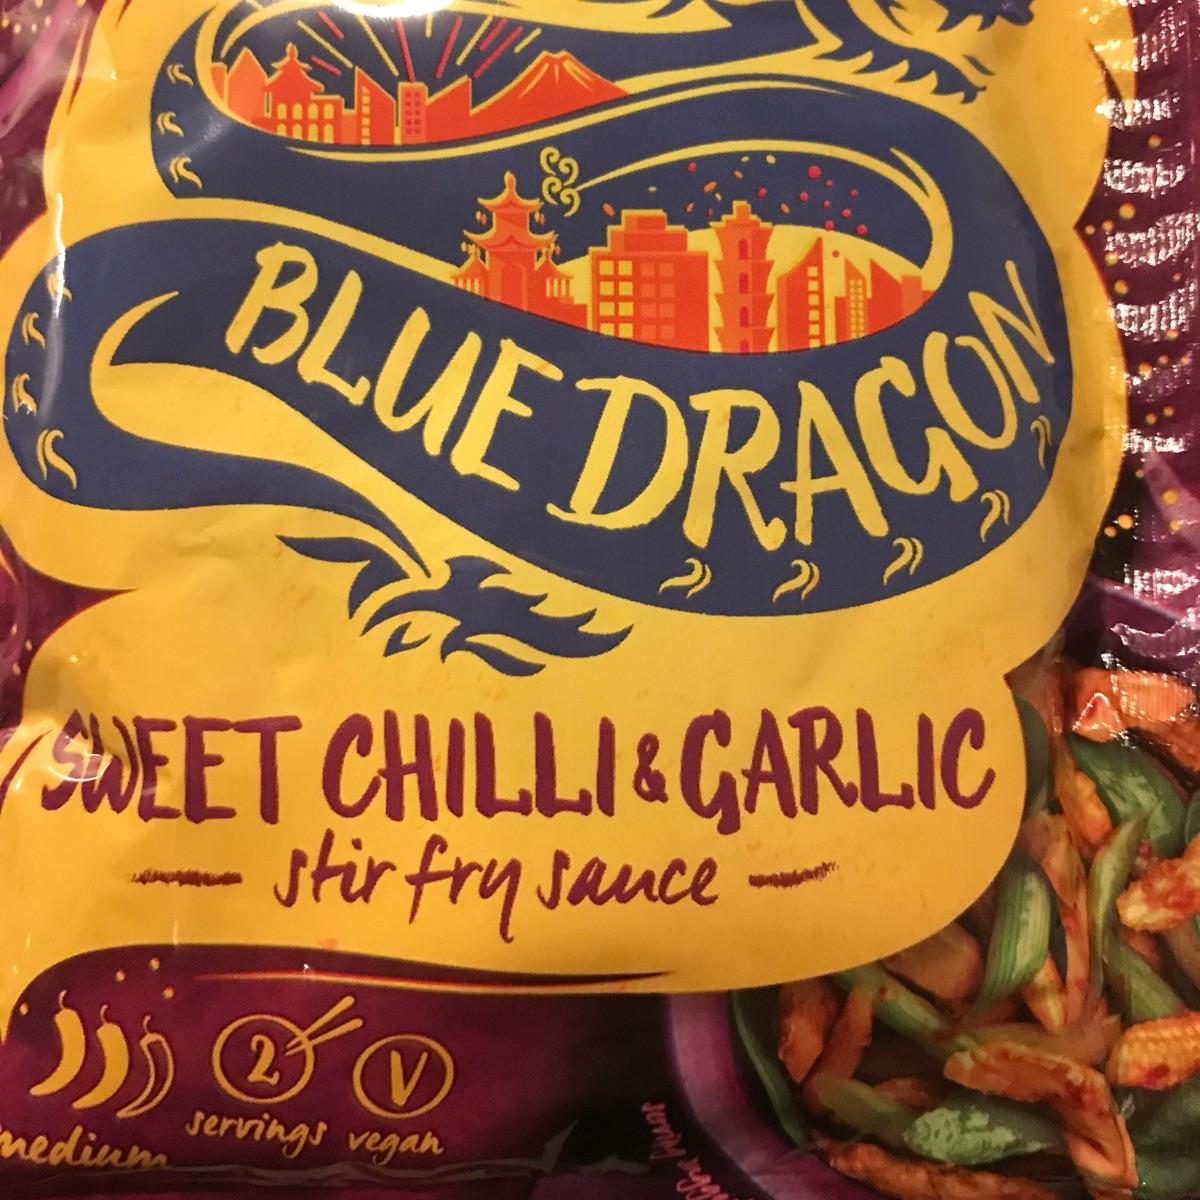 BLUE DRAGON
SWEET CHILLI & GARLIC
stir fry sauce
2
V
servings
vegan
medium